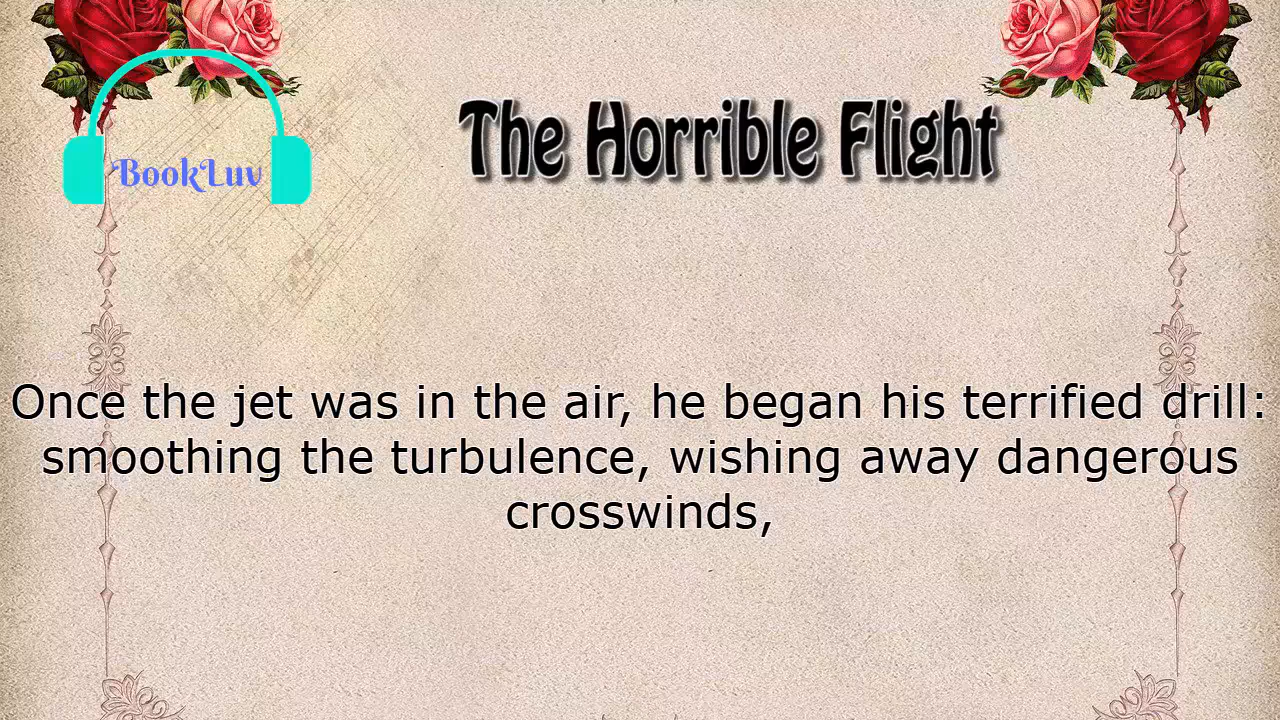 The Horrible Flight
BookLuv
Once the jet was in the air, he began his terrified drill:
smoothing the turbulence, wishing away dangerous
crosswinds,